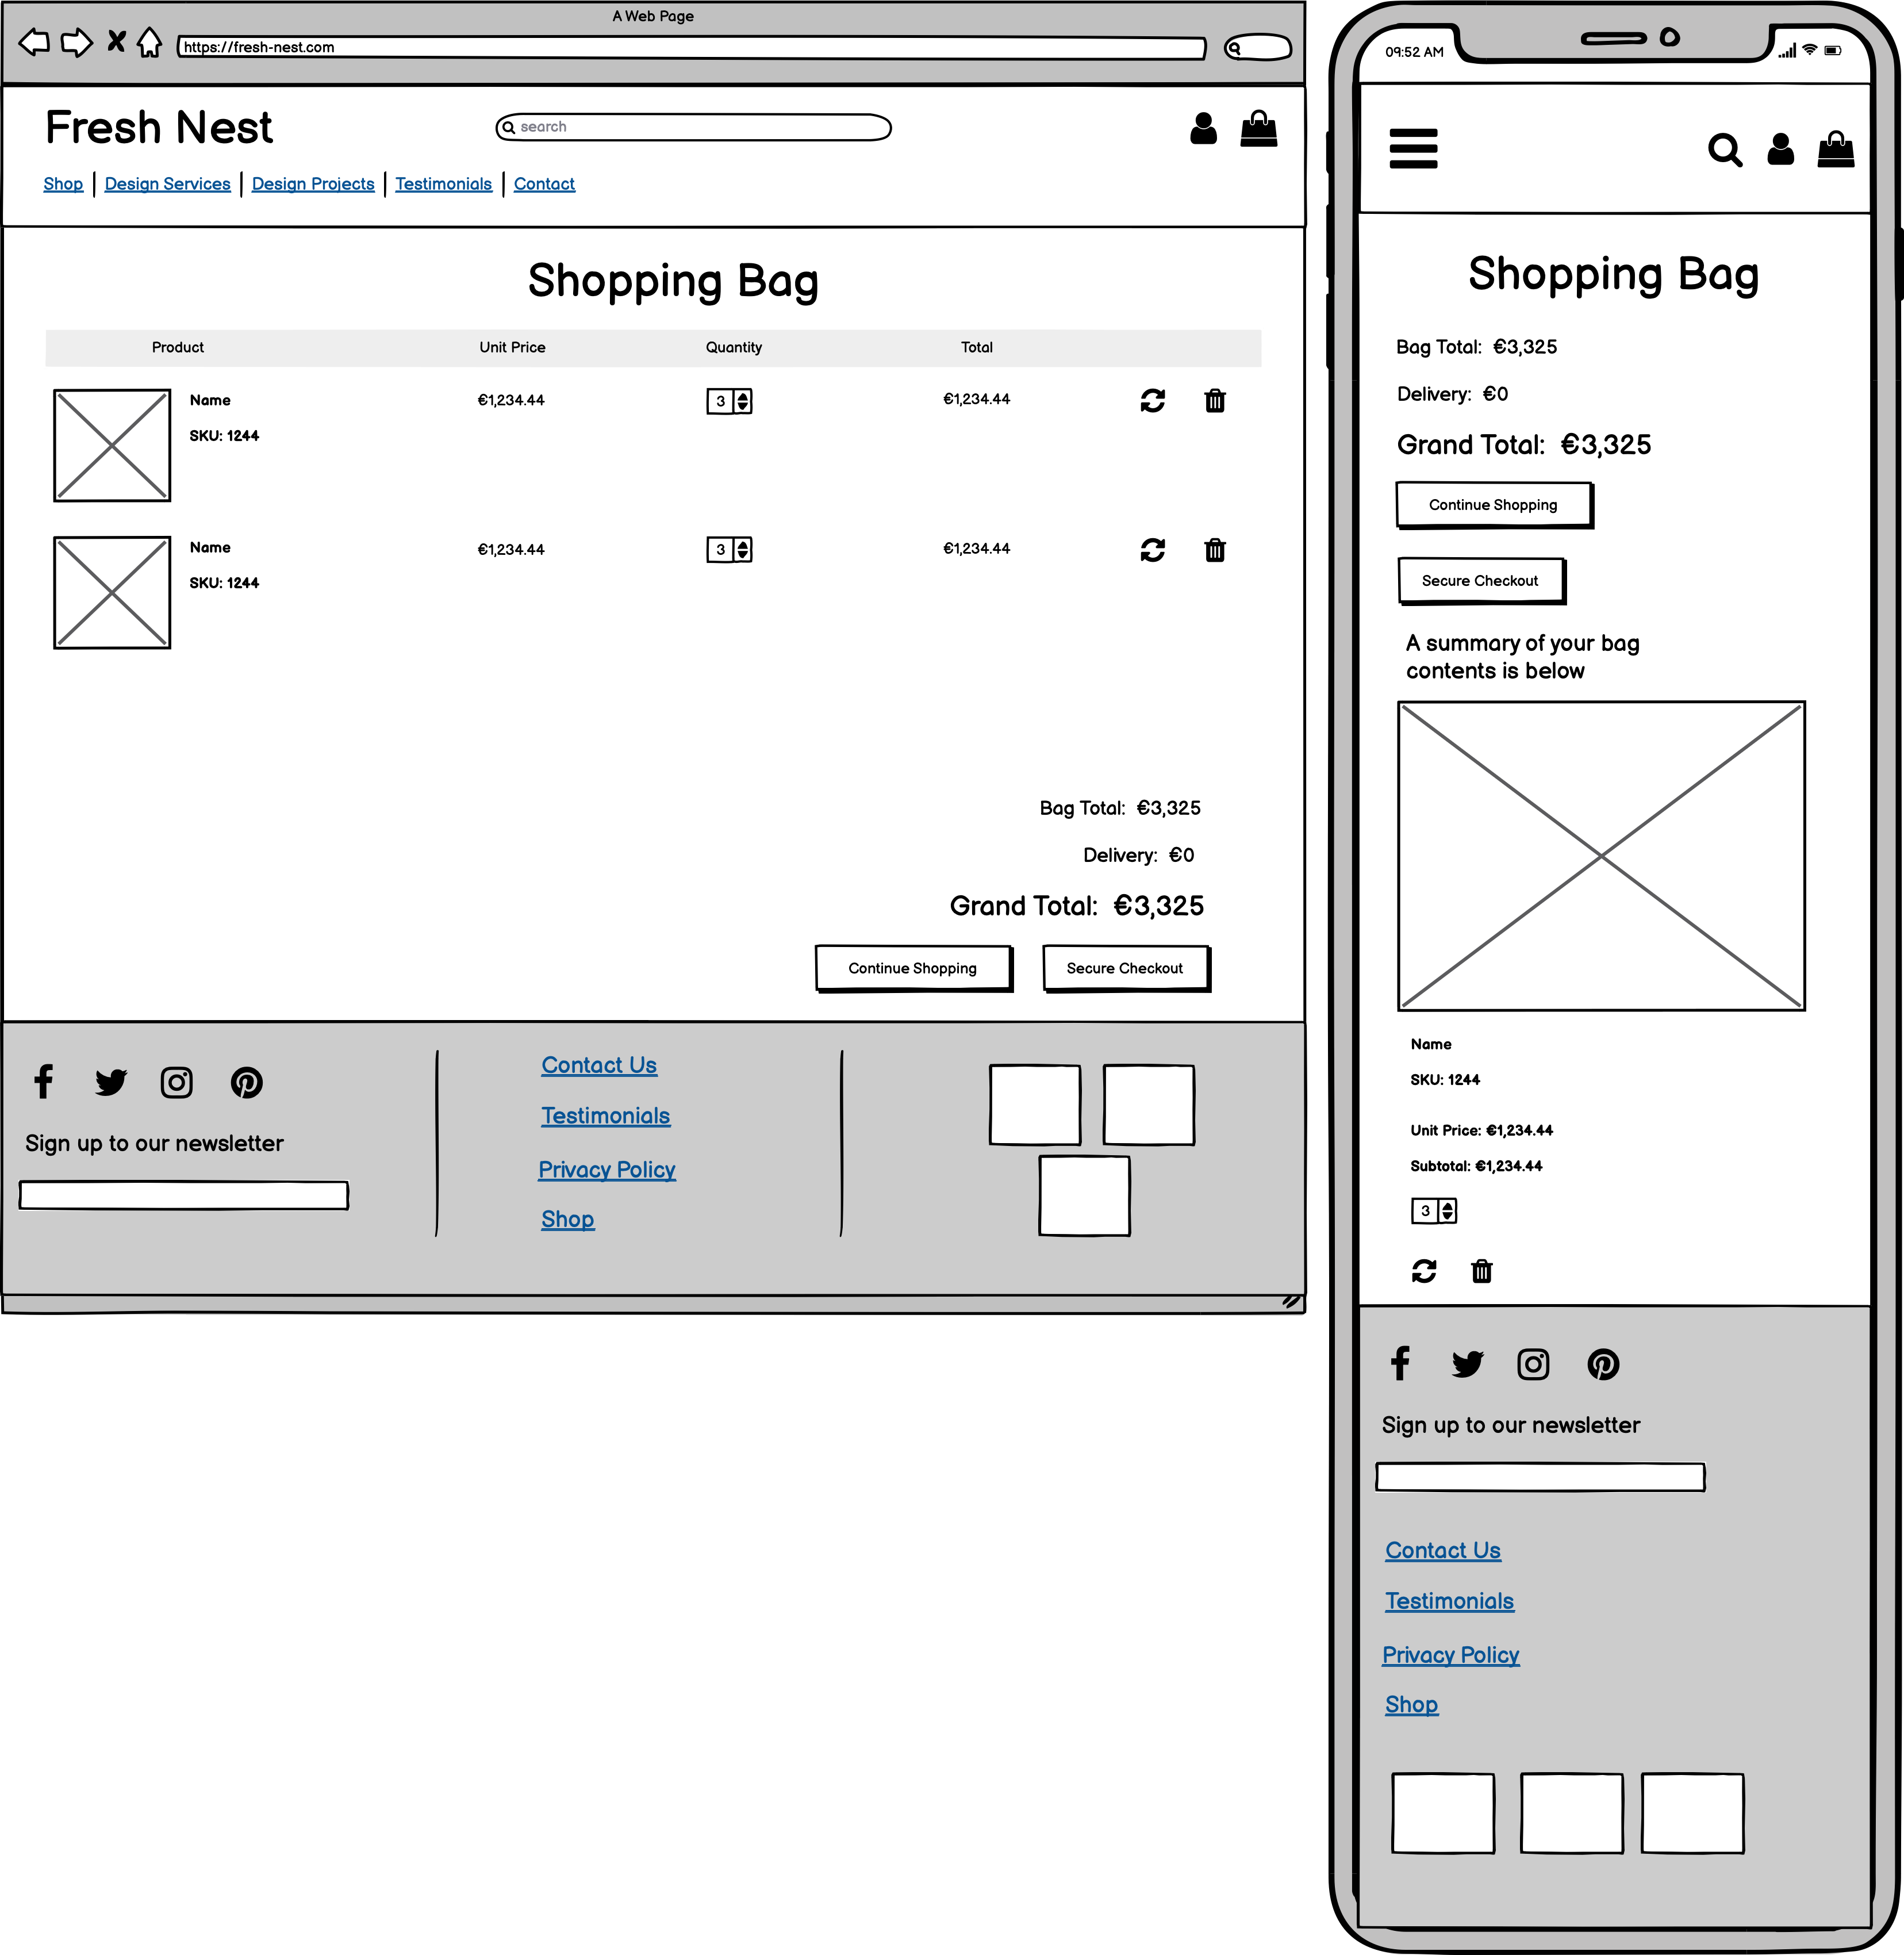 A Web Page
https://fresh-nest.com
Fresh Nest
search
Shop
Design Services
Design Projects
Testimonials
Contact
Shopping Bag
Product Unit Price Quantity Total
Name €1,234.44 3 €1,234.44
SKU: 1244
Name €1,234.44 3 €1,234.44
SKU: 1244
Bag Total: €3,325
Delivery: €0
Grand Total: €3,325
Continue Shopping
Secure Checkout
Sign up to our newsletter
Contact Us
Testimonials
Privacy Policy
Shop
09:52 AM
Shopping Bag
Bag Total: €3,325
Delivery: €0
Grand Total: €3,325
Continue Shopping
Secure Checkout
A summary of your bag
contents is below
Name
SKU: 1244
Unit Price: €1,234.44
Subtotal: €1,234.44
3
Sign up to our newsletter
Contact Us
Testimonials
Privacy Policy
Shop